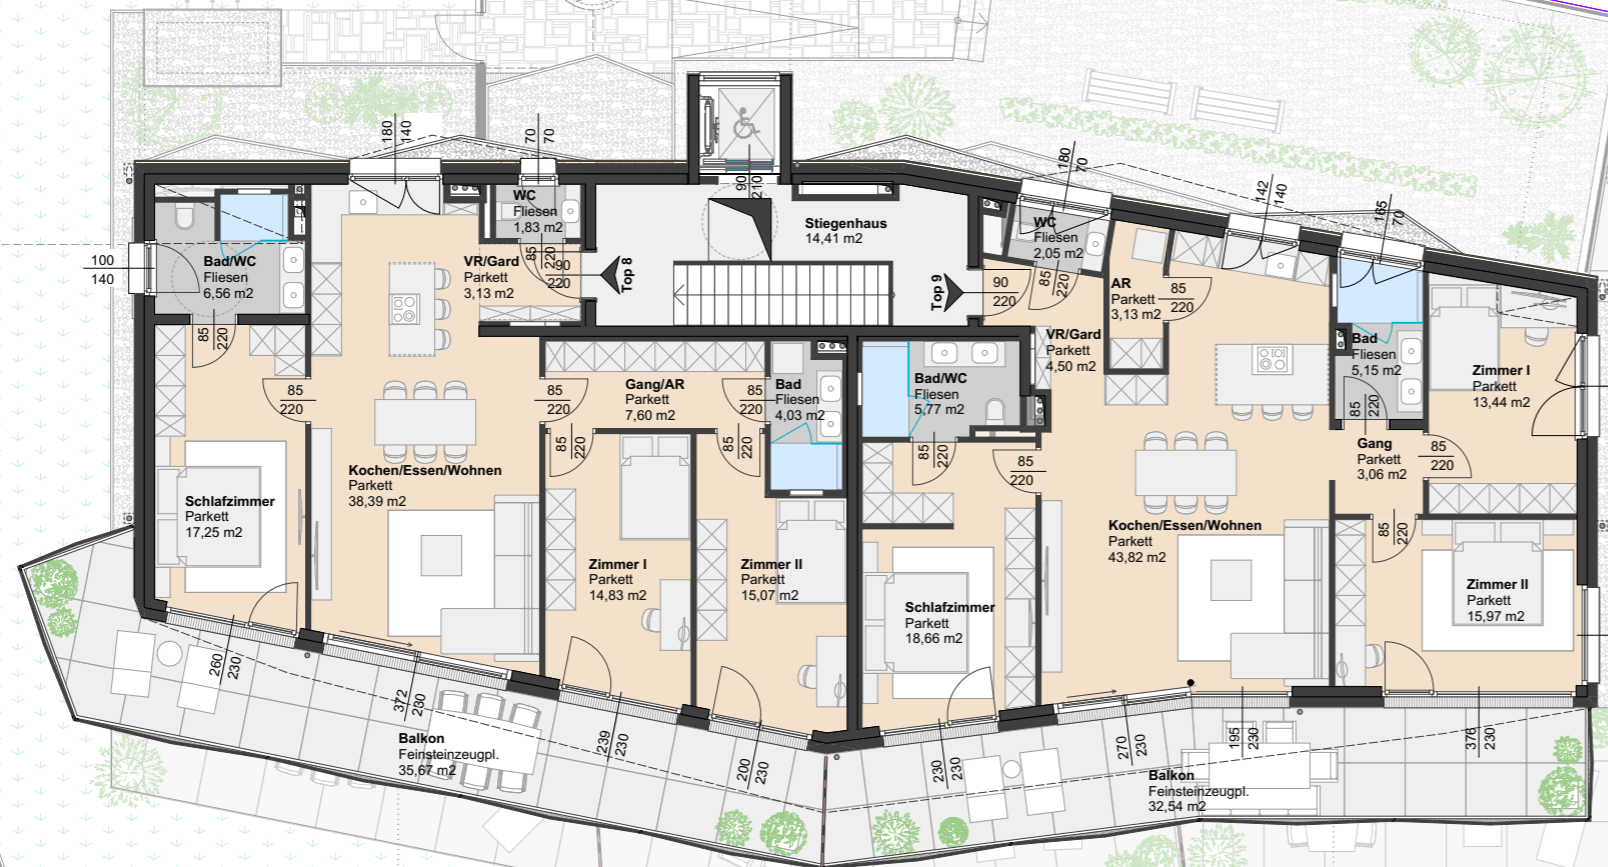 180
140
70
70
90
210
180
70
142
140
165
70
100
140
Bad/WC
Fliesen
6,56 m2
85
220
VR/Gard
Parkett
3,13 m2
WC
Fliesen
1,83 m2
85
220
90
220
Top 8
Stiegenhaus
14,41 m2
Top 9
90
220
WC
Fliesen
2,05 m2
85
220
AR
Parkett
3,13 m2
85
220
VR/Gard
Parkett
4,50 m2
Bad
Fliesen
5,15 m2
85
220
Zimmer I
Parkett
13,44 m2
85
220
85
220
Gang/AR
Parkett
7,60 m2
85
220
Bad
Fliesen
4,03 m2
85
220
85
220
Bad/WC
Fliesen
5,77 m2
85
220
85
220
Gang
Parkett
3,06 m2
85
220
85
220
Schlafzimmer
Parkett
17,25 m2
Kochen/Essen/Wohnen
Parkett
38,39 m2
Zimmer I
Parkett
14,83 m2
Zimmer II
Parkett
15,07 m2
Schlafzimmer
Parkett
18,66 m2
Kochen/Essen/Wohnen
Parkett
43,82 m2
Zimmer II
Parkett
15,97 m2
260
230
372
230
239
230
200
230
230
230
270
230
195
230
376
230
Balkon
Feinsteinzeugpl.
35,67 m2
Balkon
Feinsteinzeugpl.
32,54 m2